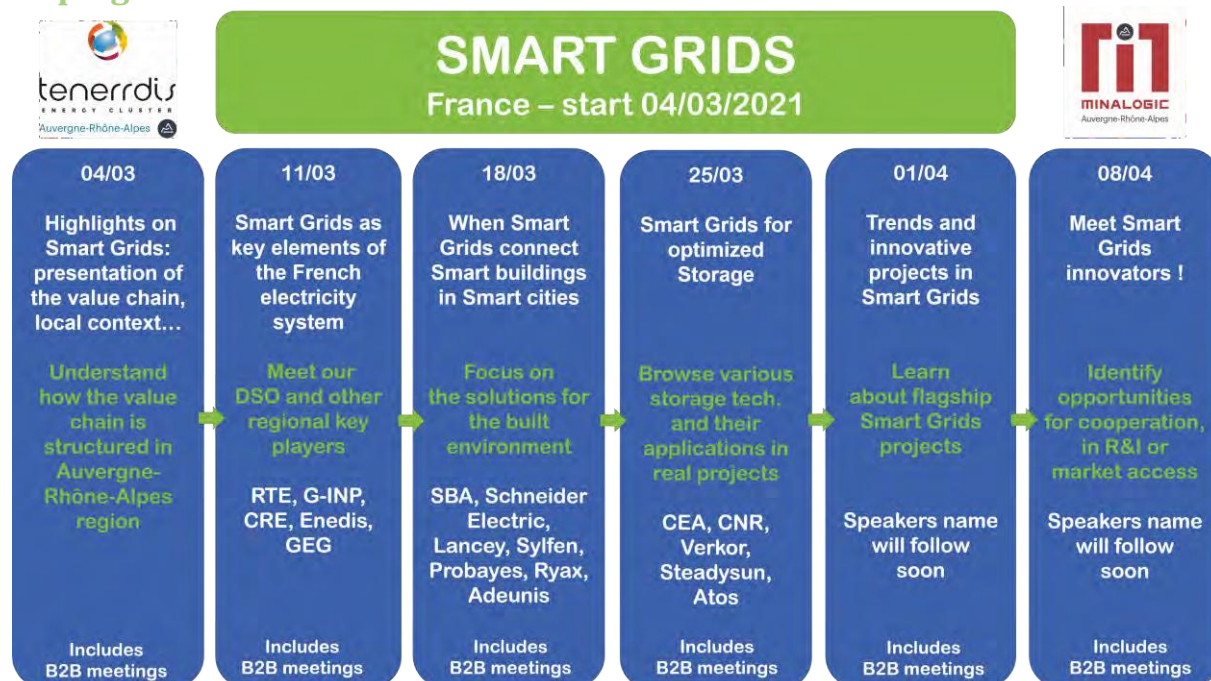 tenerrdis
ENERGY CLUSTER
Auvergne-Rhône-Alpes
SMART GRIDS
France – start 04/03/2021
MINALOGIC
Auvergne-Rhône-Alpes
04/03
Highlights on
Smart Grids:
presentation of
the value chain,
local context...
Understand
how the value
chain is
structured in
Auvergne-
Rhône-Alpes
region
Includes
B2B meetings
11/03
Smart Grids as
key elements of
the French
electricity
system
Meet our
DSO and other
regional key
players
RTE, G-INP,
CRE, Enedis,
GEG
Includes
B2B meetings
18/03
When Smart
Grids connect
Smart buildings
in Smart cities
Focus on
the solutions for
the built
environment
SBA, Schneider
Electric,
Lancey, Sylfen,
Probayes, Ryax,
Adeunis
Includes
B2B meetings
25/03
Smart Grids for
optimized
Storage
Browse various
storage tech.
and their
applications in
real projects
CEA, CNR,
Verkor,
Steadysun,
Atos
Includes
B2B meetings
01/04
Trends and
innovative
projects in
Smart Grids
Learn
about flagship
Smart Grids
projects
Speakers name
will follow
soon
Includes
B2B meetings
08/04
Meet Smart
Grids
innovators !
Identify
opportunities
for cooperation,
in R&I or
market access
Speakers name
will follow
soon
Includes
B2B meetings